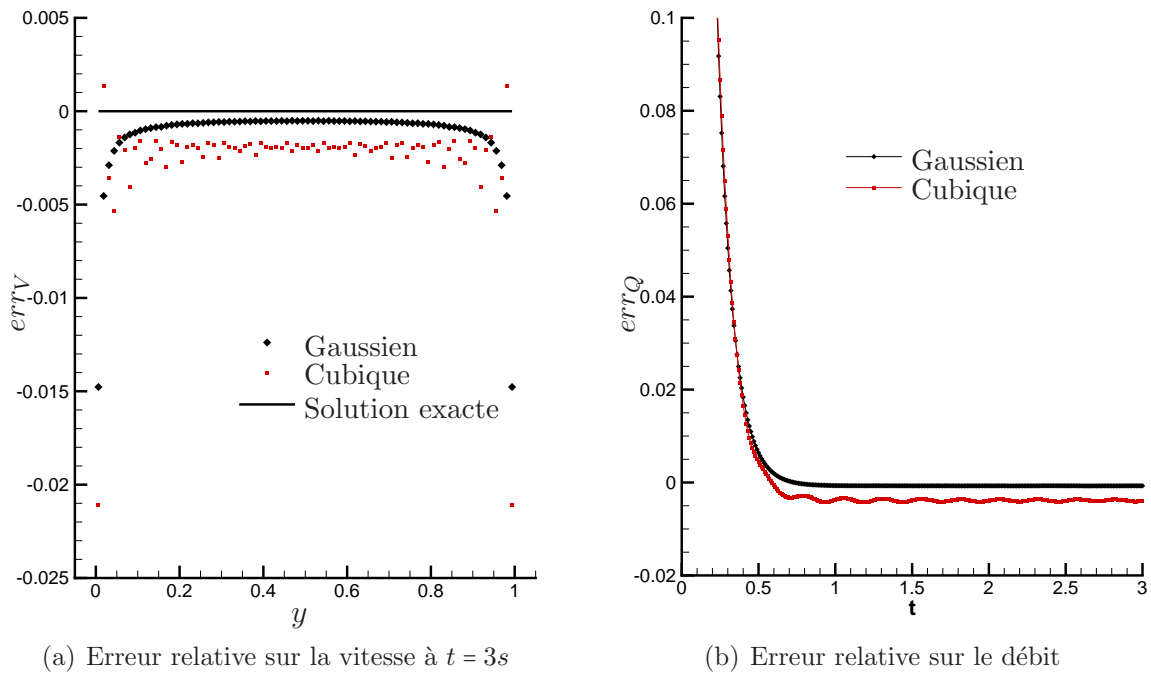 0.005
0
-0.005
-0.01
-0.015
-0.02
-0.025
0
0.2
0.4
0.6
0.8
1
err_V
y
Gaussien
Cubique
Solution exacte
(a) Erreur relative sur la vitesse à t = 3s
0.1
0.08
0.06
0.04
0.02
0
-0.02
0
0.5
1
1.5
2
2.5
3
err_Q
t
Gaussien
Cubique
(b) Erreur relative sur le débit